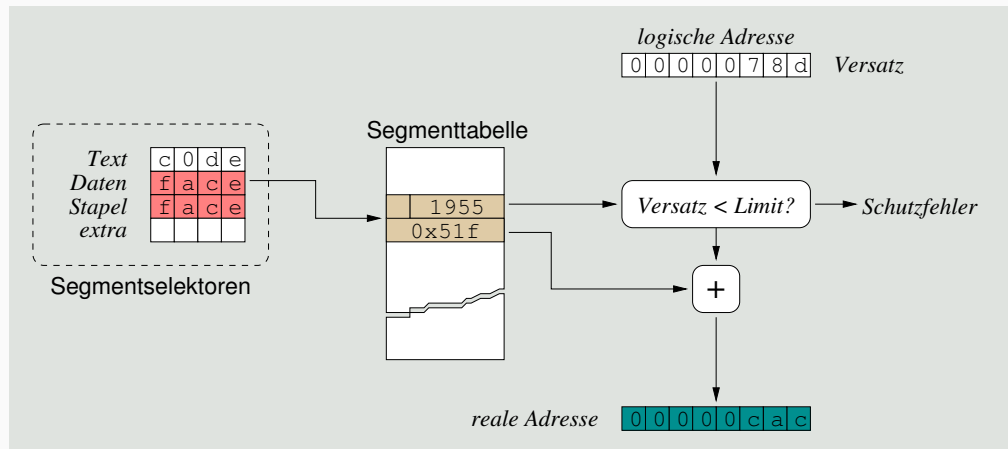 logische Adresse
0 0 0 0 0 7 8 d Versatz
Segmenttabelle
Text c 0 d e
Daten f a c e
Stapel f a c e
extra
Segmentselektoren
1955
0x51f
Versatz < Limit?
Schutzfehler
+
reale Adresse 0 0 0 0 0 c a c